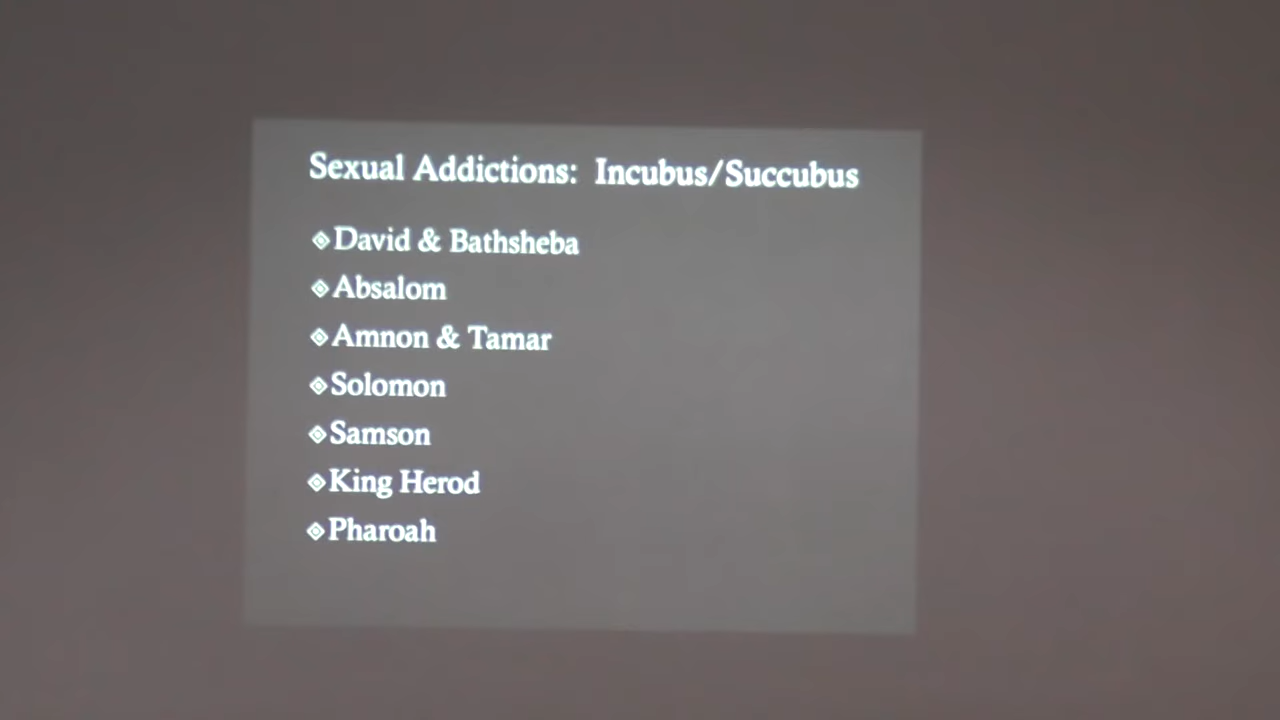 Sexual Addictions: Incubus/Succubus
David & Bathsheba
Absalom
Amnon & Tamar
Solomon
Samson
King Herod
Pharoah